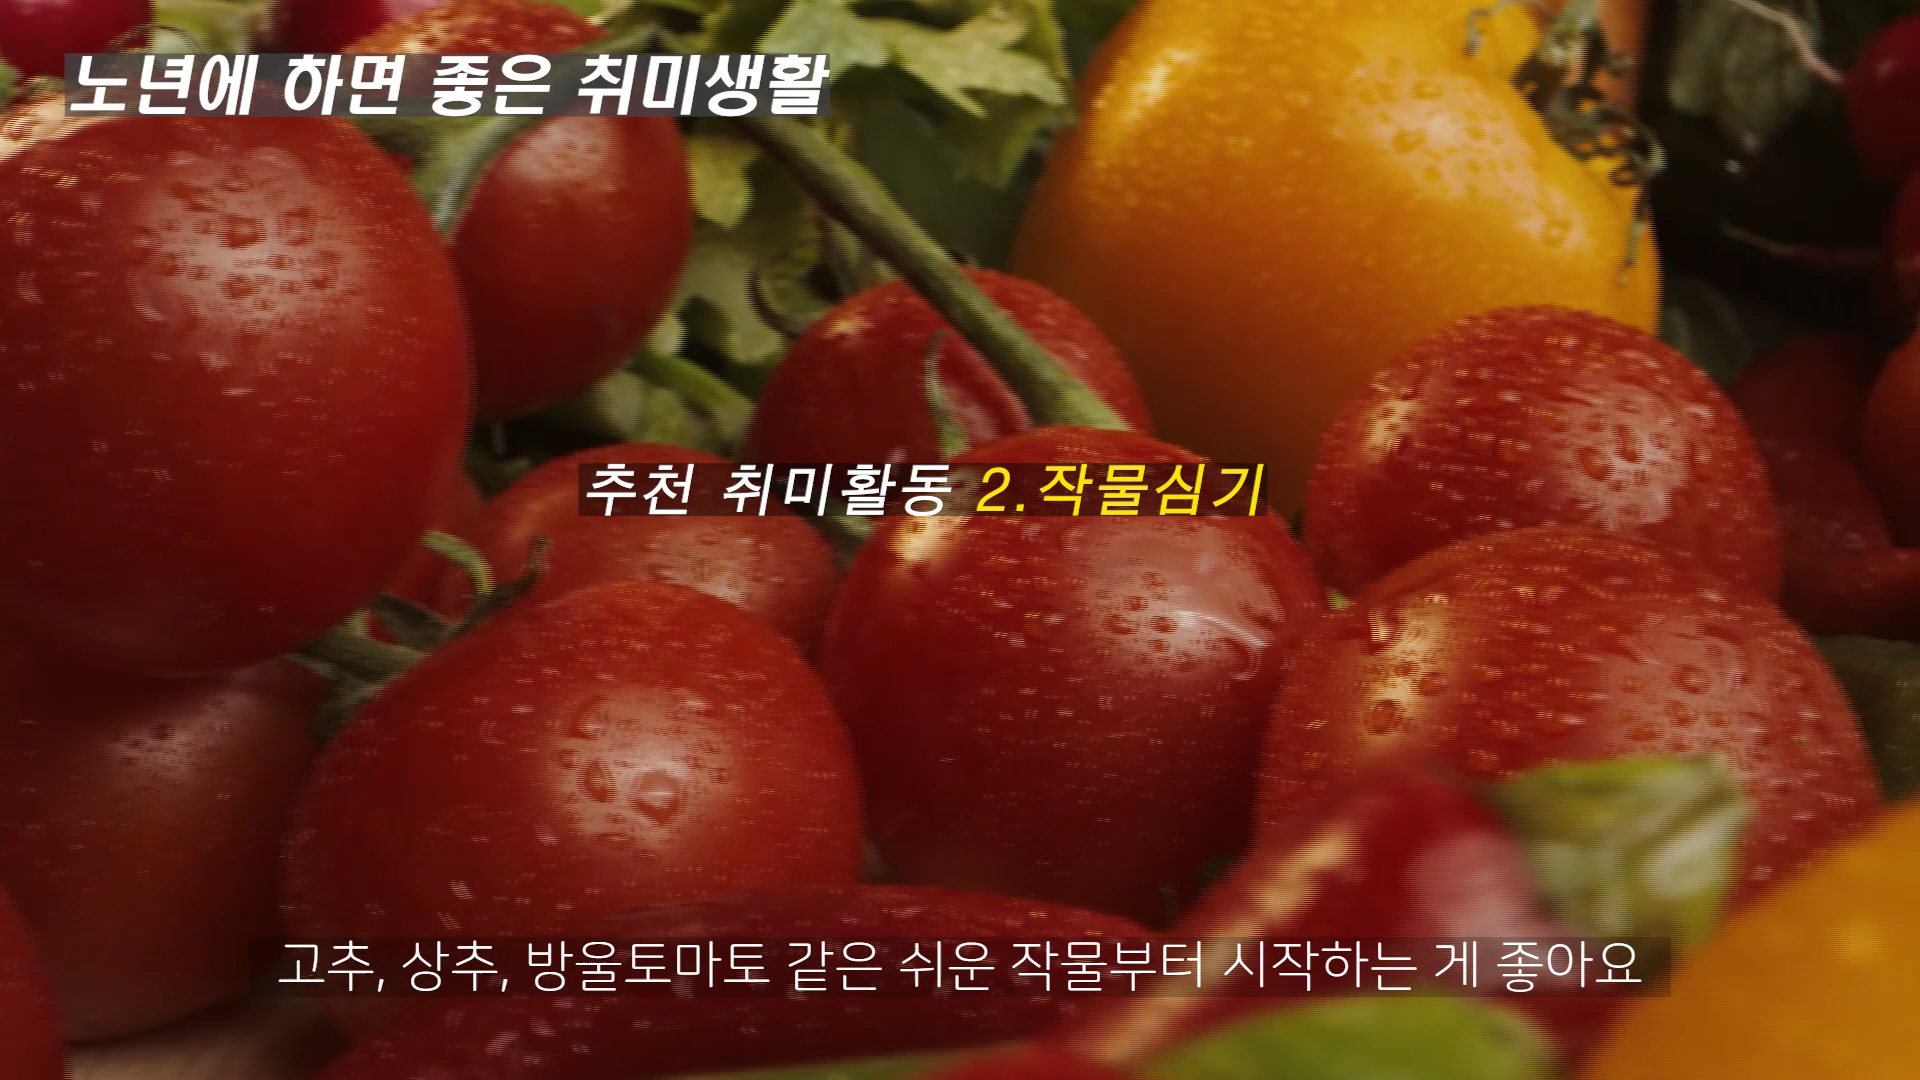 노년에 하면 좋은 취미생활
추천 취미활동 2.작물심기
고추, 상추, 방울토마토 같은 쉬운 작물부터 시작하는 게 좋아요